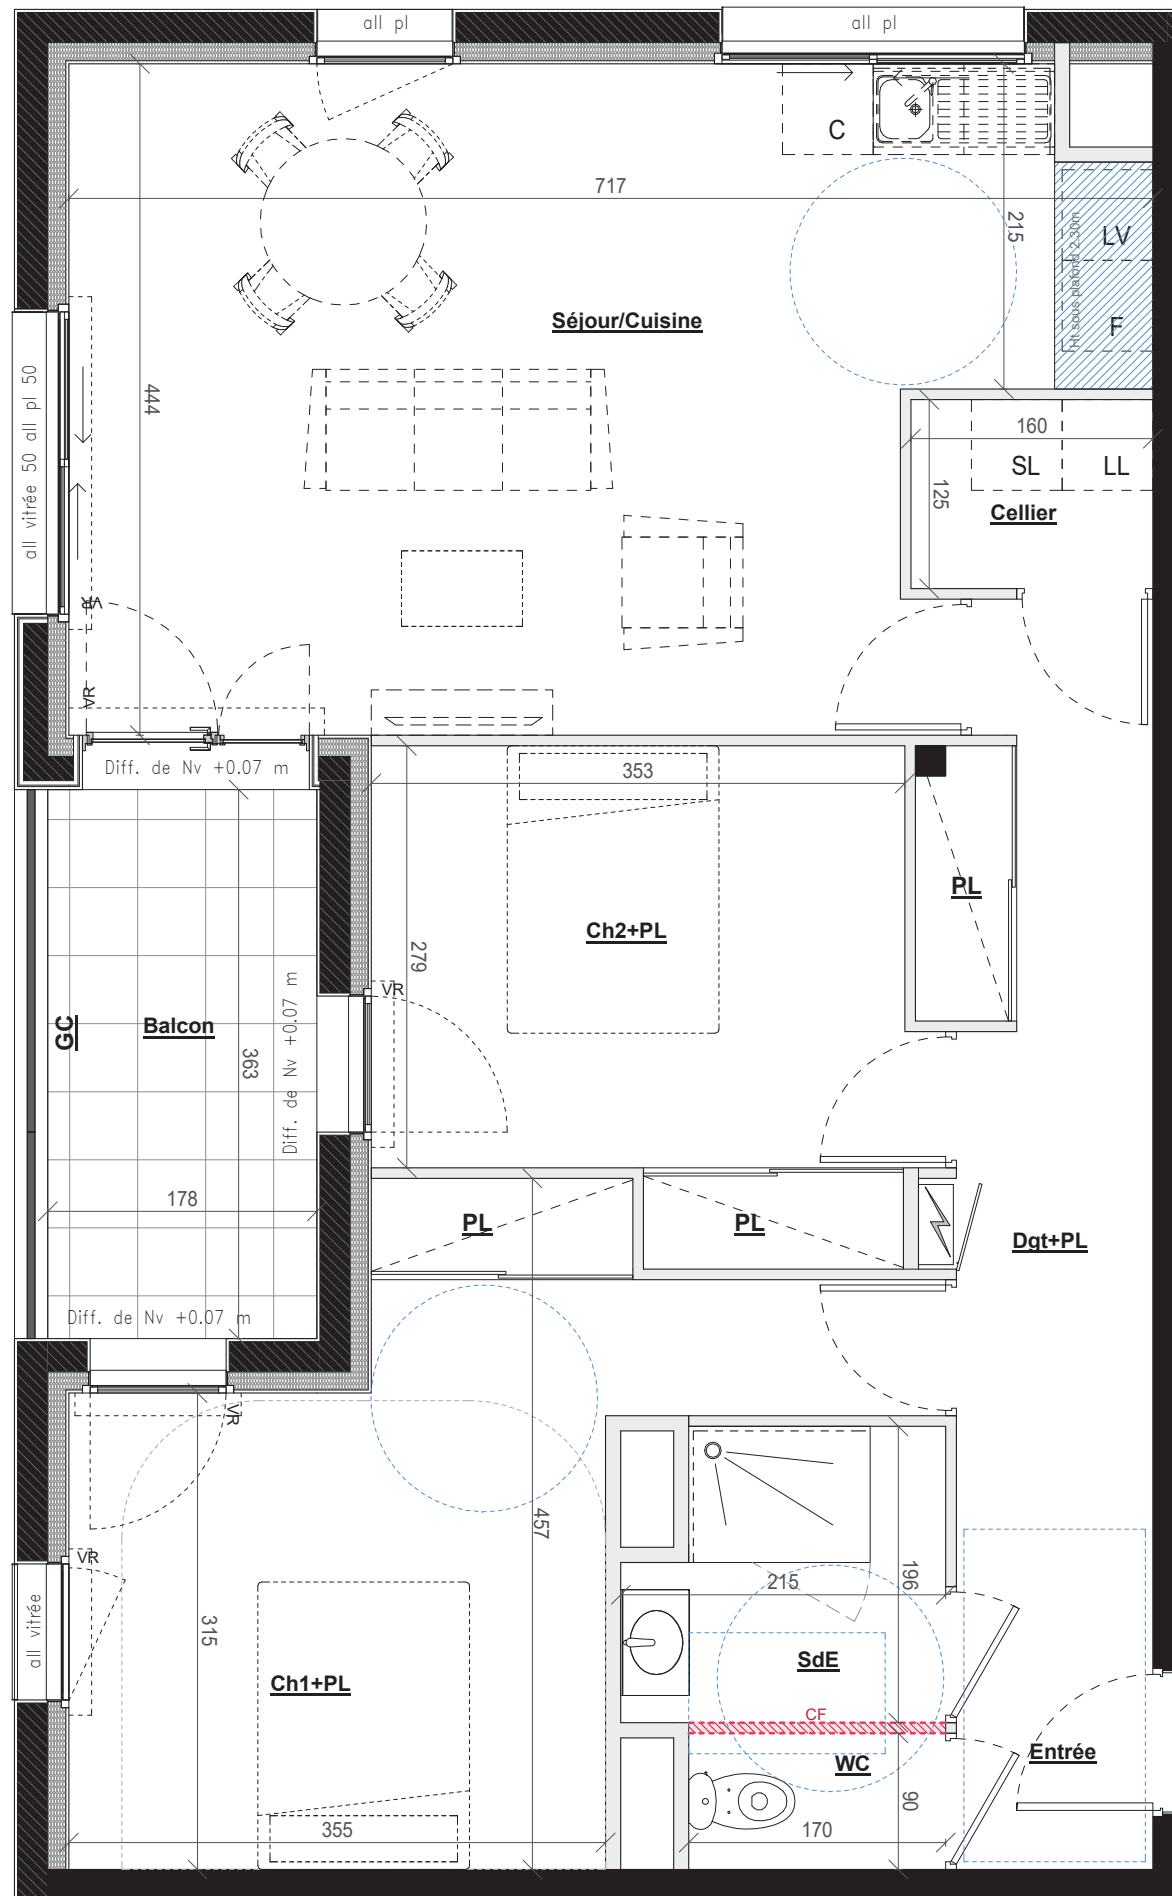 all pl
all pl
C
717
215
LV
Ht sous plafond 2.30m
F
Séjour/Cuisine
444
all vitrée 50 all pl 50
160
SL
LL
125
Cellier
VR
VR
Diff. de Nv +0.07 m
353
PL
Ch2+PL
279
VR
GC
Balcon
363
Diff. de Nv +0.07 m
178
PL
PL
Dgt+PL
Diff. de Nv +0.07 m
VR
457
VR
all vitrée
315
215
196
Ch1+PL
SdE
CF
WC
Entrée
90
355
170